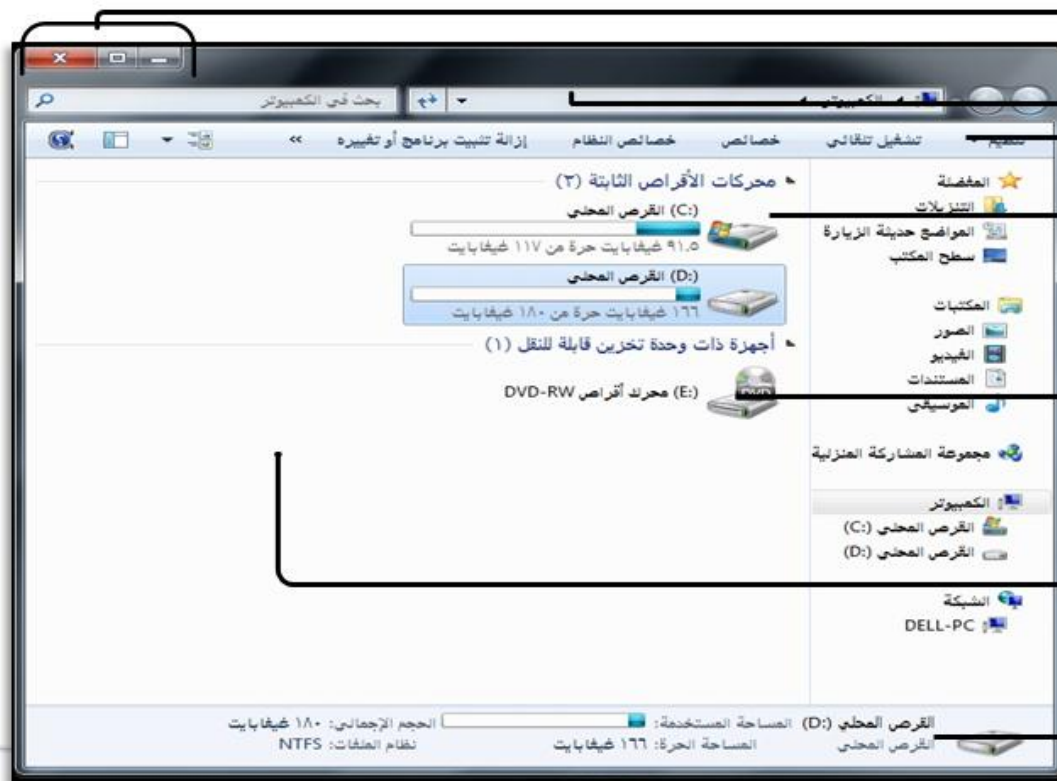 الكمبيوتر
بحث في الكمبيوتر
تنظيم
تشغيل تلقائي
خصائص
خصائص النظام
إزالة تثبيت برنامج أو تغييره
»
المفضلة
التنزيلات
المواضع حديثة الزيارة
سطح المكتب
المكتبات
الصور
الفيديو
المستندات
الموسيقى
مجموعة المشاركة المنزلية
الكمبيوتر
القرص المحلي (C:)
القرص المحلي (D:)
الشبكة
DELL-PC
محركات الأقراص الثابتة (٢)
(C:) القرص المحلي
٩١.٥ غيغابايت حرة من ١١٧ غيغابايت
(D:) القرص المحلي
١٦٦ غيغابايت حرة من ١٨٠ غيغابايت
أجهزة ذات وحدة تخزين قابلة للنقل (١)
(E:) محرك أقراص DVD-RW
DVD
القرص المحلي (D:) المساحة المستخدمة: الحجم الإجمالي: ١٨٠ غيغابايت
القرص المحلي المساحة الحرة: ١٦٦ غيغابايت نظام الملفات: NTFS